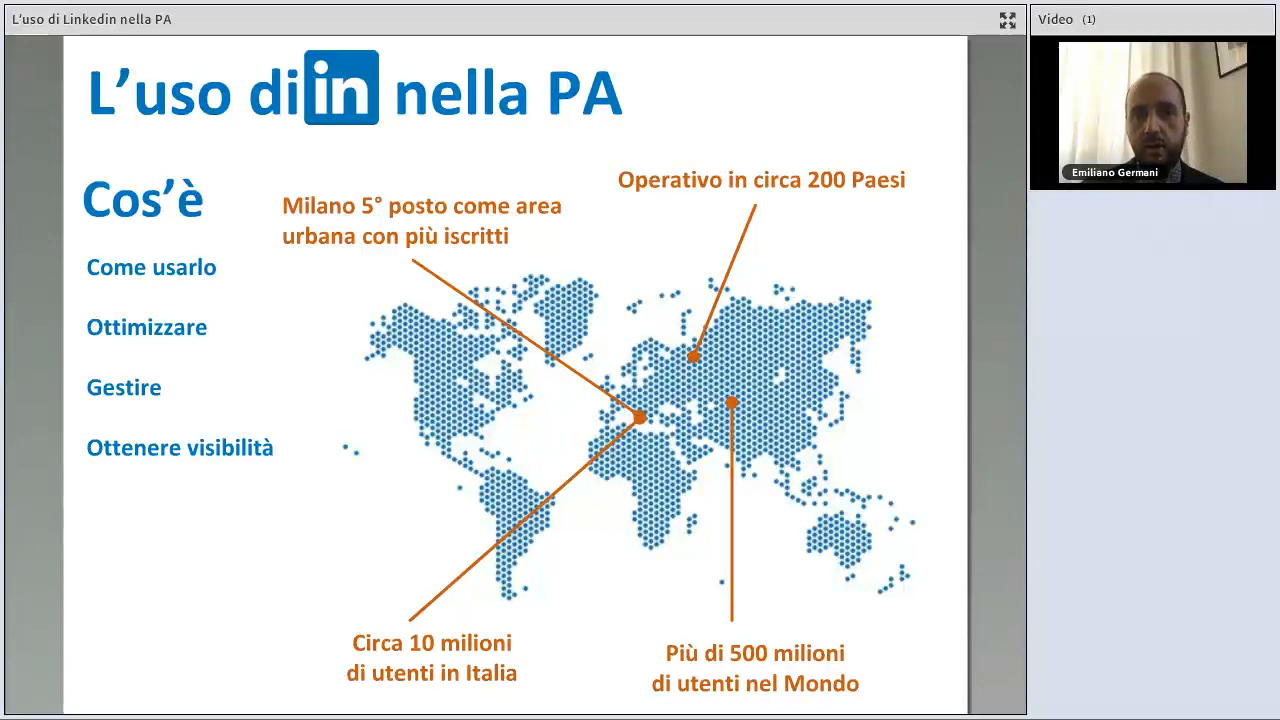 L'uso di Linkedin nella PA
Video (1)
L’uso di in nella PA
Cos’è
Come usarlo
Ottimizzare
Gestire
Ottenere visibilità
Milano 5° posto come area
urbana con più iscritti
Operativo in circa 200 Paesi
Circa 10 milioni
di utenti in Italia
Più di 500 milioni
di utenti nel Mondo
Emiliano Germani